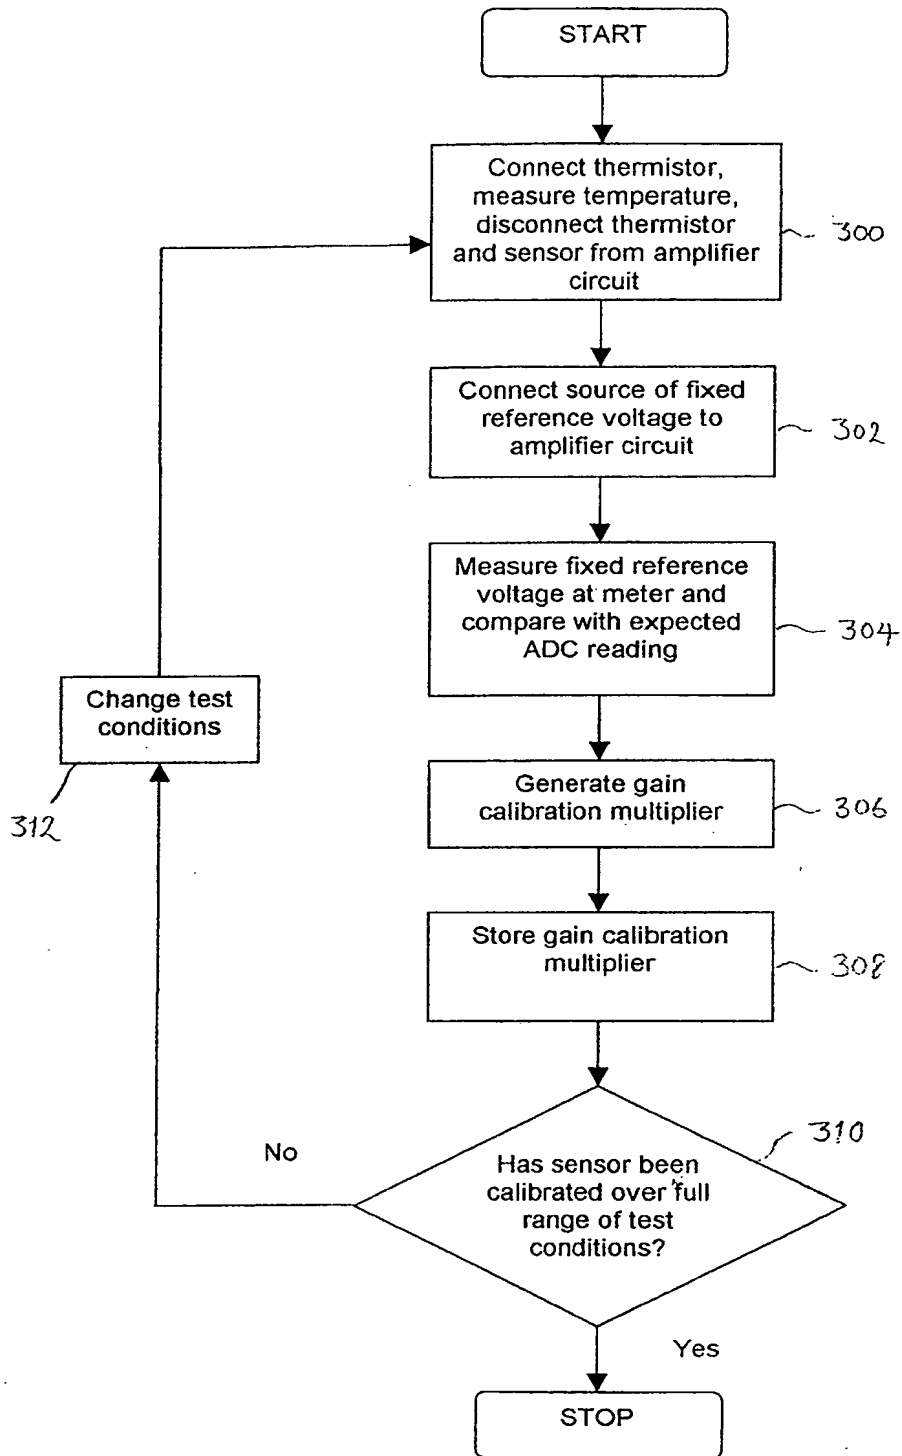 START
Connect thermistor,
measure temperature,
disconnect thermistor
and sensor from amplifier
circuit
300
Connect source of fixed
reference voltage to
amplifier circuit
302
Measure fixed reference
voltage at meter and
compare with expected
ADC reading
304
Change test
conditions
312
Generate gain
calibration multiplier
306
Store gain calibration
multiplier
308
310
No
Has sensor been
calibrated over full
range of test
conditions?
Yes
STOP